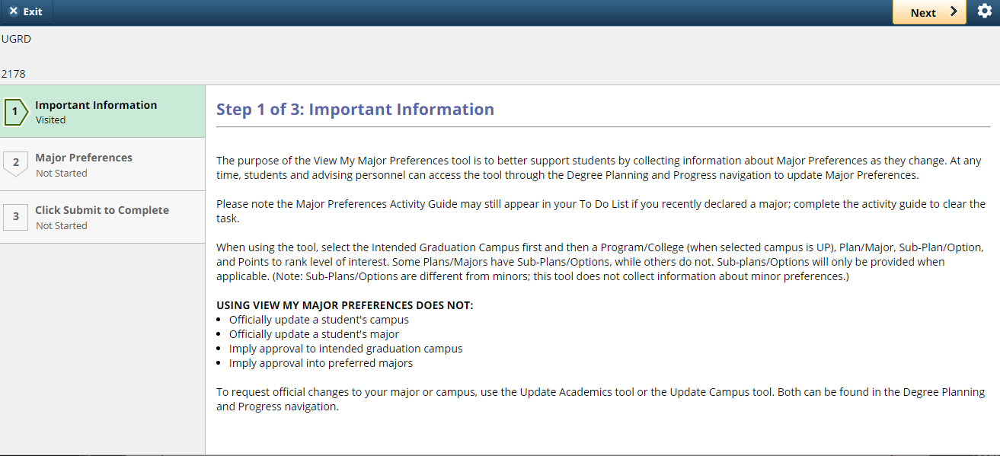 Exit
Next
UGRD
2178
1
Important Information
Visited
2
Major Preferences
Not Started
3
Click Submit to Complete
Not Started
Step 1 of 3: Important Information
The purpose of the View My Major Preferences tool is to better support students by collecting information about Major Preferences as they change. At any
time, students and advising personnel can access the tool through the Degree Planning and Progress navigation to update Major Preferences.
Please note the Major Preferences Activity Guide may still appear in your To Do List if you recently declared a major; complete the activity guide to clear the
task.
When using the tool, select the Intended Graduation Campus first and then a Program/College (when selected campus is UP), Plan/Major, Sub-Plan/Option,
and Points to rank level of interest. Some Plans/Majors have Sub-Plans/Options, while others do not. Sub-plans/Options will only be provided when
applicable. (Note: Sub-Plans/Options are different from minors; this tool does not collect information about minor preferences.)
USING VIEW MY MAJOR PREFERENCES DOES NOT:
• Officially update a student's campus
• Officially update a student's major
• Imply approval to intended graduation campus
• Imply approval into preferred majors
To request official changes to your major or campus, use the Update Academics tool or the Update Campus tool. Both can be found in the Degree Planning
and Progress navigation.